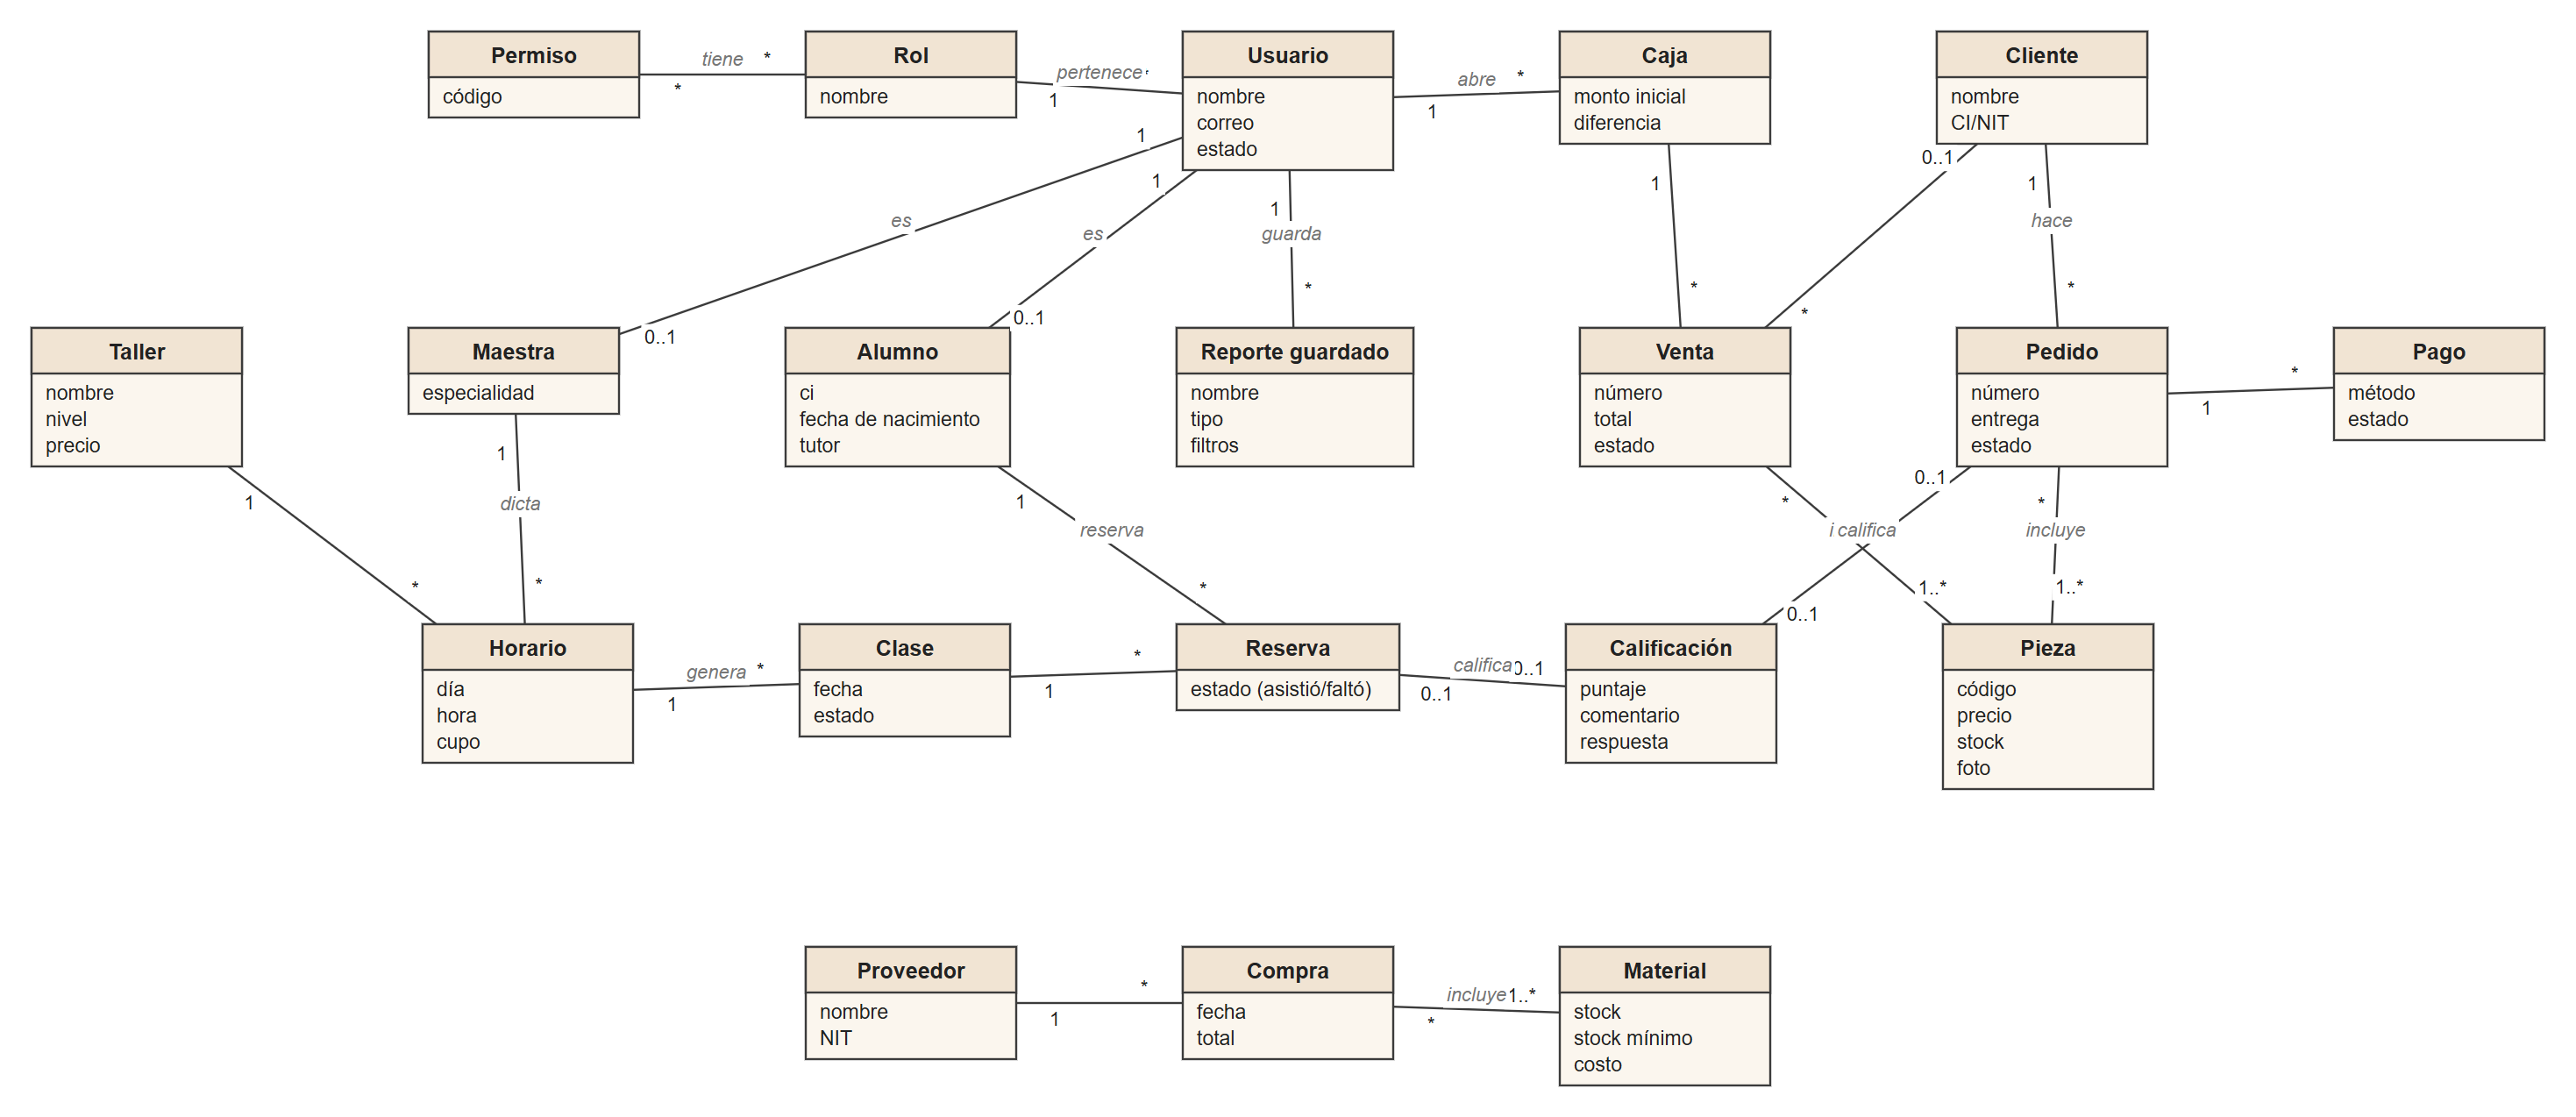 Permiso
código
tiene *
*
Rol
nombre
pertenece
1
Usuario
nombre
correo
estado
abre *
1
Caja
monto inicial
diferencia
Cliente
nombre
CI/NIT
1
es
0..1
1
es
0..1
1
guarda
*
1
*
0..1
*
1
hace
*
Taller
nombre
nivel
precio
Maestra
especialidad
Alumno
ci
fecha de nacimiento
tutor
Reporte guardado
nombre
tipo
filtros
Venta
número
total
estado
Pedido
número
entrega
estado
*
1
Pago
método
estado
1
*
1
dicta
*
1
reserva
*
*
i califica
1..*
0..1
0..1
*
incluye
1..*
Horario
día
hora
cupo
genera *
1
Clase
fecha
estado
*
1
Reserva
estado (asistió/faltó)
califica 0..1
0..1
Calificación
puntaje
comentario
respuesta
Pieza
código
precio
stock
foto
Proveedor
nombre
NIT
*
1
Compra
fecha
total
incluye 1..*
*
Material
stock
stock mínimo
costo